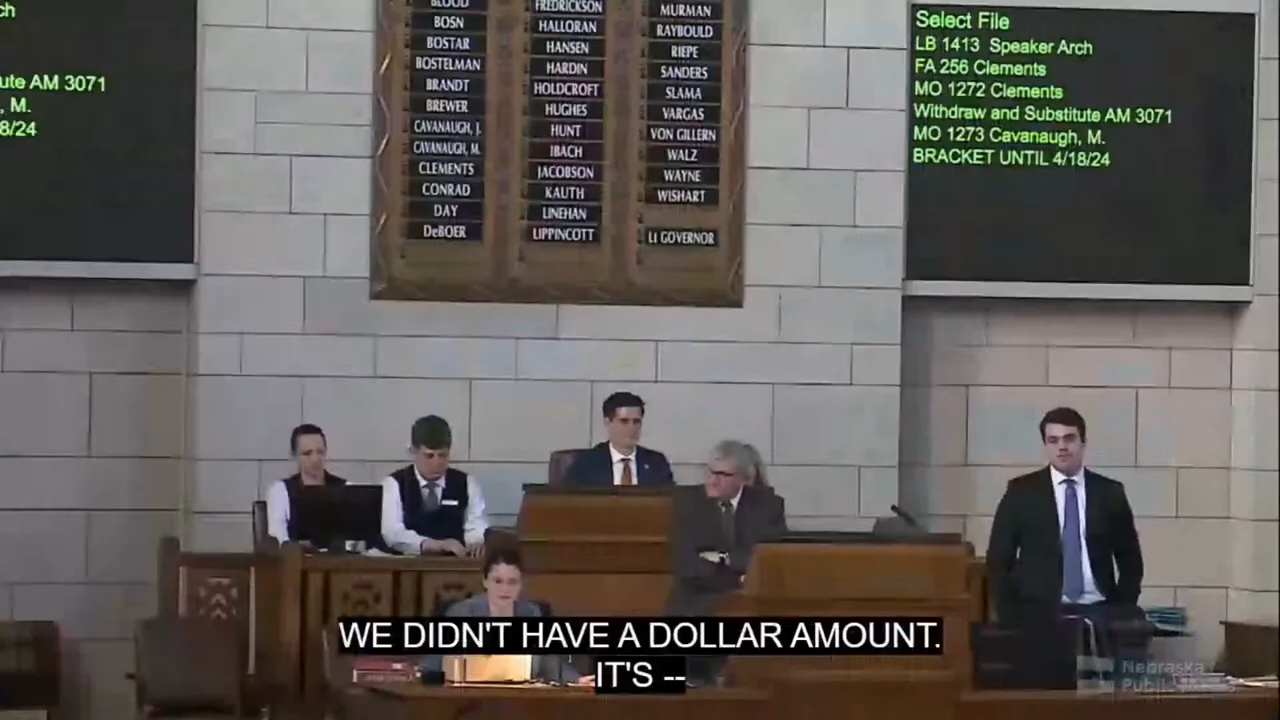 ch
ute AM 3071
, M.
8/24
BLOOD
BOSN
BOSTAR
BOSTELMAN
BRANDT
BREWER
CAVANAUGH, J.
CAVANAUGH, M.
CLEMENTS
CONRAD
DAY
DeBOER
FREDRICKSON
HALLORAN
HANSEN
HARDIN
HOLDCROFT
HUGHES
HUNT
IBACH
JACOBSON
KAUTH
LINEHAN
LIPPINCOTT
MURMAN
RAYBOULD
RIEPE
SANDERS
SLAMA
VARGAS
VON GILLERN
WALZ
WAYNE
WISHART
LT GOVERNOR
Select File
LB 1413 Speaker Arch
FA 256 Clements
MO 1272 Clements
Withdraw and Substitute AM 3071
MO 1273 Cavanaugh, M.
BRACKET UNTIL 4/18/24
WE DIDN'T HAVE A DOLLAR AMOUNT.
IT'S --
Nebraska
Public